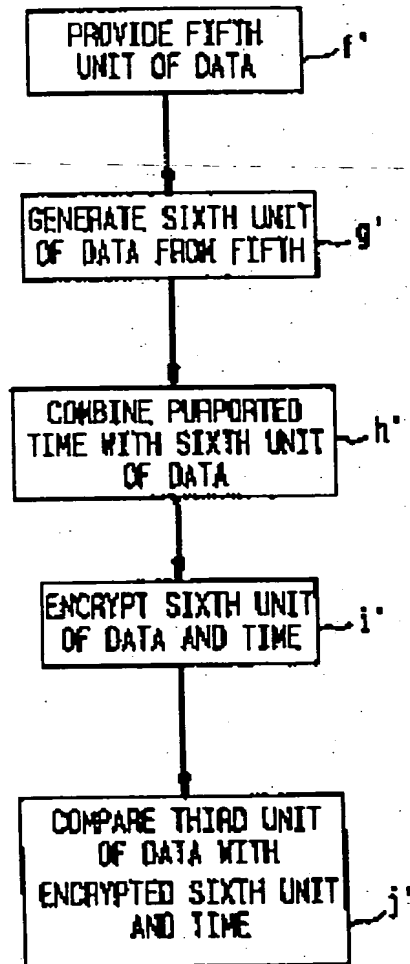 PROVIDE FIFTH
UNIT OF DATA
f'
GENERATE SIXTH UNIT
OF DATA FROM FIFTH
g'
COMBINE PURPORTED
TIME WITH SIXTH UNIT
OF DATA
h'
ENCRYPT SIXTH UNIT
OF DATA AND TIME
i'
COMPARE THIRD UNIT
OF DATA WITH
ENCRYPTED SIXTH UNIT
AND TIME
j'